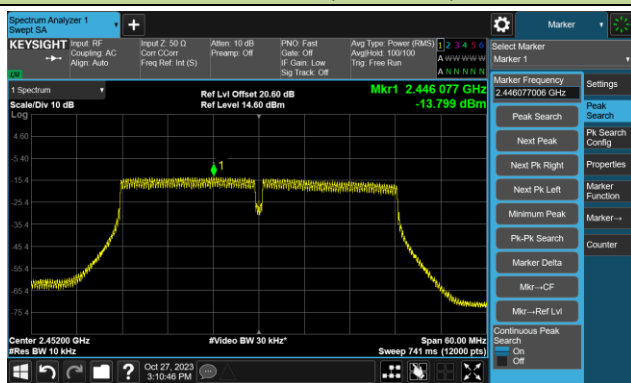 Spectrum Analyzer 1
Swept SA
Marker
KEYSIGHT
Input: RF
Coupling: AC
Align: Auto
Input Z: 50 Ω
Corr CCorr
Freq Ref: Int (S)
Atten: 10 dB
Preamp: Off
PNO: Fast
Gate: Off
IF Gain: Low
Sig Track: Off
Avg Type: Power (RMS)
Avg|Hold: 100/100
Trig: Free Run
1 2 3 4 5 6
A W W W W W
A N N N N N
Select Marker
Marker 1
LXI
1 Spectrum
Scale/Div 10 dB
Log
Ref Lvl Offset 20.60 dB
Ref Level 14.60 dBm
Mkr1 2.446 077 GHz
-13.799 dBm
4.60
-5.40
-15.4
-25.4
-35.4
-45.4
-55.4
-65.4
-75.4
1
Center 2.45200 GHz
#Res BW 10 kHz
#Video BW 30 kHz*
Span 60.00 MHz
Sweep 741 ms (12000 pts)
Marker Frequency
2.446077006 GHz
Peak Search
Next Peak
Next Pk Right
Next Pk Left
Minimum Peak
Pk-Pk Search
Marker Delta
Mkr→CF
Mkr→Ref Lvl
Continuous Peak
Search
On
Off
Settings
Peak
Search
Pk Search
Config
Properties
Marker
Function
Marker→
Counter
Oct 27, 2023
3:10:46 PM